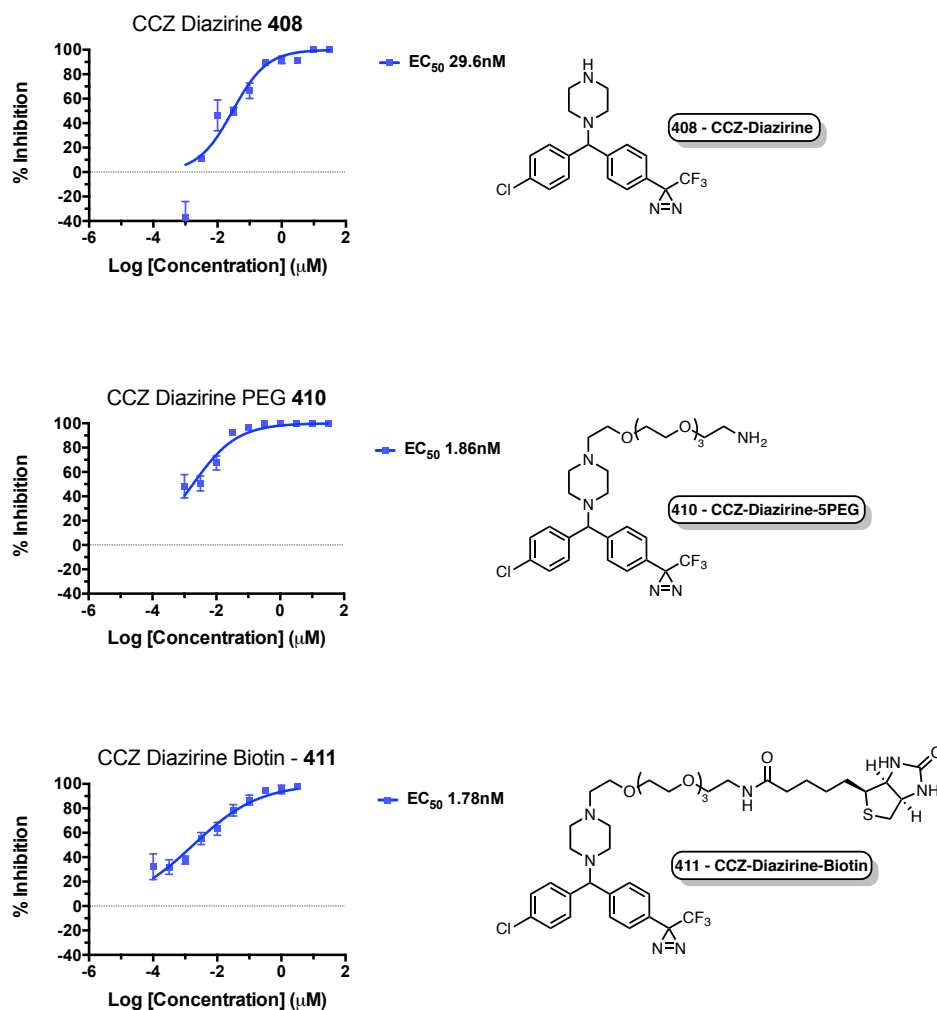 CCZ Diazirine 408
100
80
60
40
20
0
-20
-40
% Inhibition
-6
-4
-2
0
2
Log [Concentration] (μM)
EC50 29.6nM
H
N
N
Cl
CF3
N=N
408 - CCZ-Diazirine
CCZ Diazirine PEG 410
100
80
60
40
20
0
-20
-40
% Inhibition
-6
-4
-2
0
2
Log [Concentration] (μM)
EC50 1.86nM
O
O
3
NH2
N
N
Cl
CF3
N=N
410 - CCZ-Diazirine-5PEG
CCZ Diazirine Biotin - 411
100
80
60
40
20
0
-20
-40
% Inhibition
-6
-4
-2
0
2
Log [Concentration] (μM)
EC50 1.78nM
O
O
3
N
H
O
H
HN
O
NH
S
H
N
N
Cl
CF3
N=N
411 - CCZ-Diazirine-Biotin